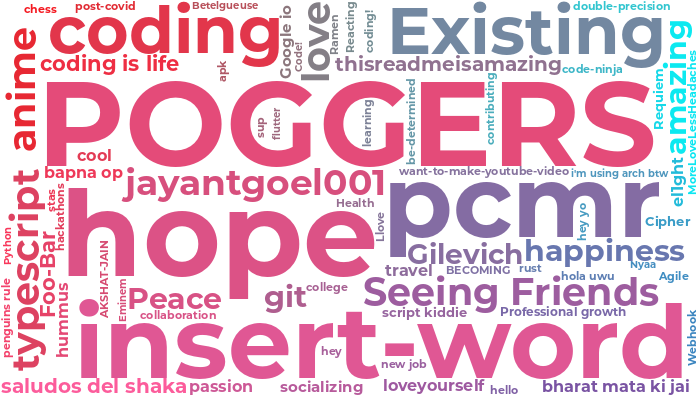 chess
post-covid
Betelgueuse
coding
Google io
Code!
love
Ramen
Reacting
coding!
Existing
double-precision
amazing
anime
coding is life
apk
thisreadmeisamazing
code-ninja
Requiem
MoreLoveLessHeadaches
POGGERS
sup
flutter
learning
be-determined
contributing
cool
bapna op
want-to-make-youtube-video
i'm using arch btw
el1ght
jayantgoel001
pcmr
typescript
stas
hackathons
hope
Health
Llove
hey yo
Cipher
Python
Foo-Bar
AKSHAT-JAIN
Gilevich
happiness
travel
BECOMING
rust
Nyaa
hola uwu
Agile
penguins rule
hummus
Eminem
Peace
git
college
Seeing Friends
collaboration
script kiddie
Professional growth
insert-word
Webhook
hey
new job
saludos del shaka
passion
socializing
loveyourself
hello
bharat mata ki jai